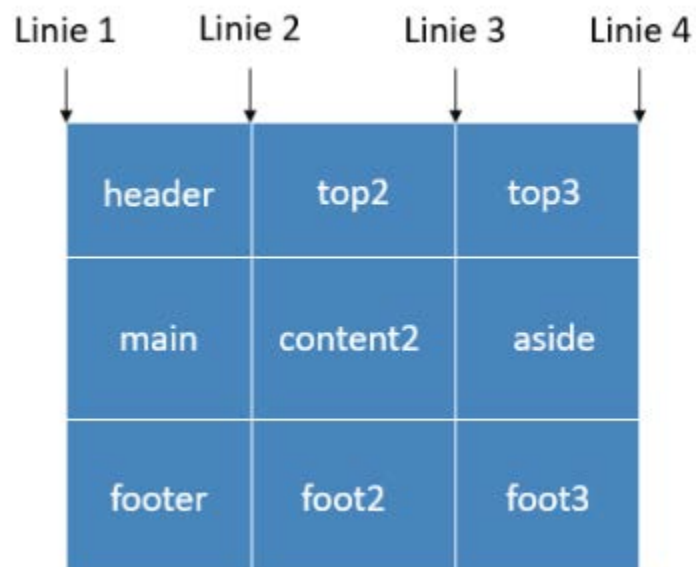 Linie 1 Linie 2 Linie 3 Linie 4
header top2 top3
main content2 aside
footer foot2 foot3